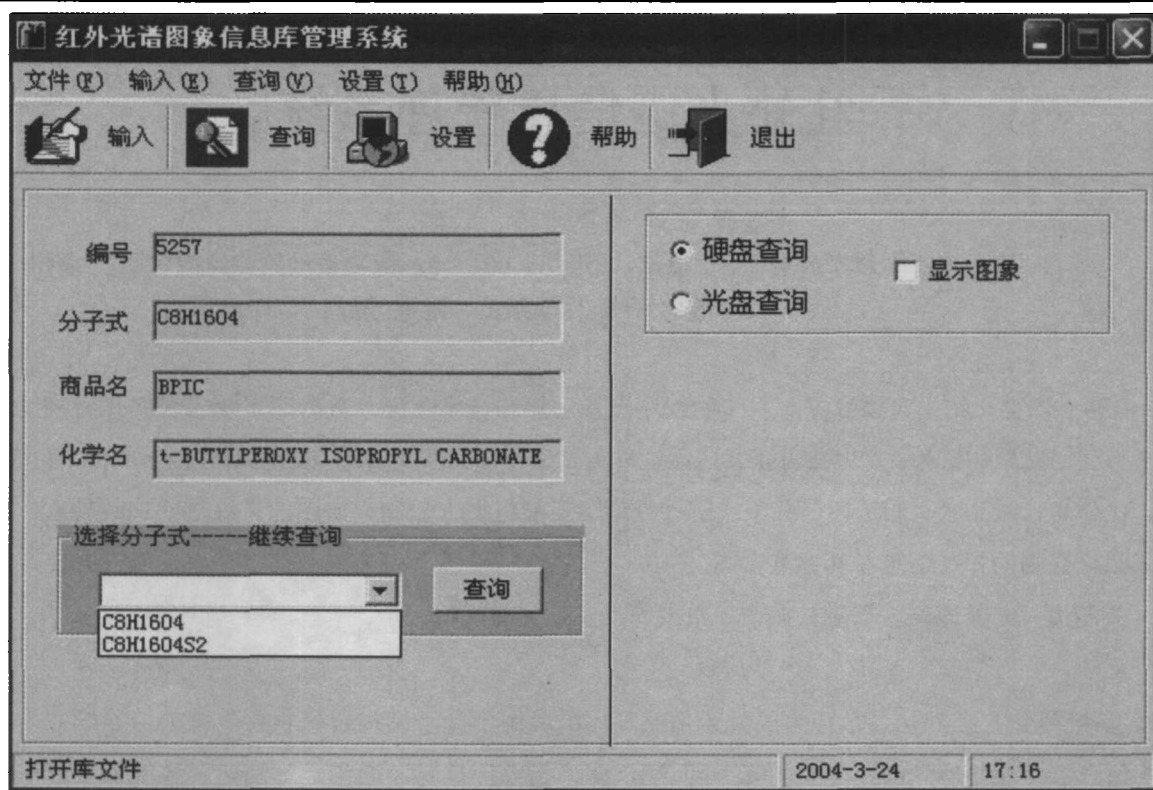 红外光谱图象信息库管理系统
文件(F) 输入(E) 查询(V) 设置(T) 帮助(H)
输入 查询 设置 帮助 退出
编号 5257
分子式 C8H16O4
商品名 BPIC
化学名 t-BUTYLPEROXY ISOPROPYL CARBONATE
选择分子式-----继续查询
查询
C8H16O4
C8H16O4S2
硬盘查询
显示图象
光盘查询
打开库文件 2004-3-24 17:16